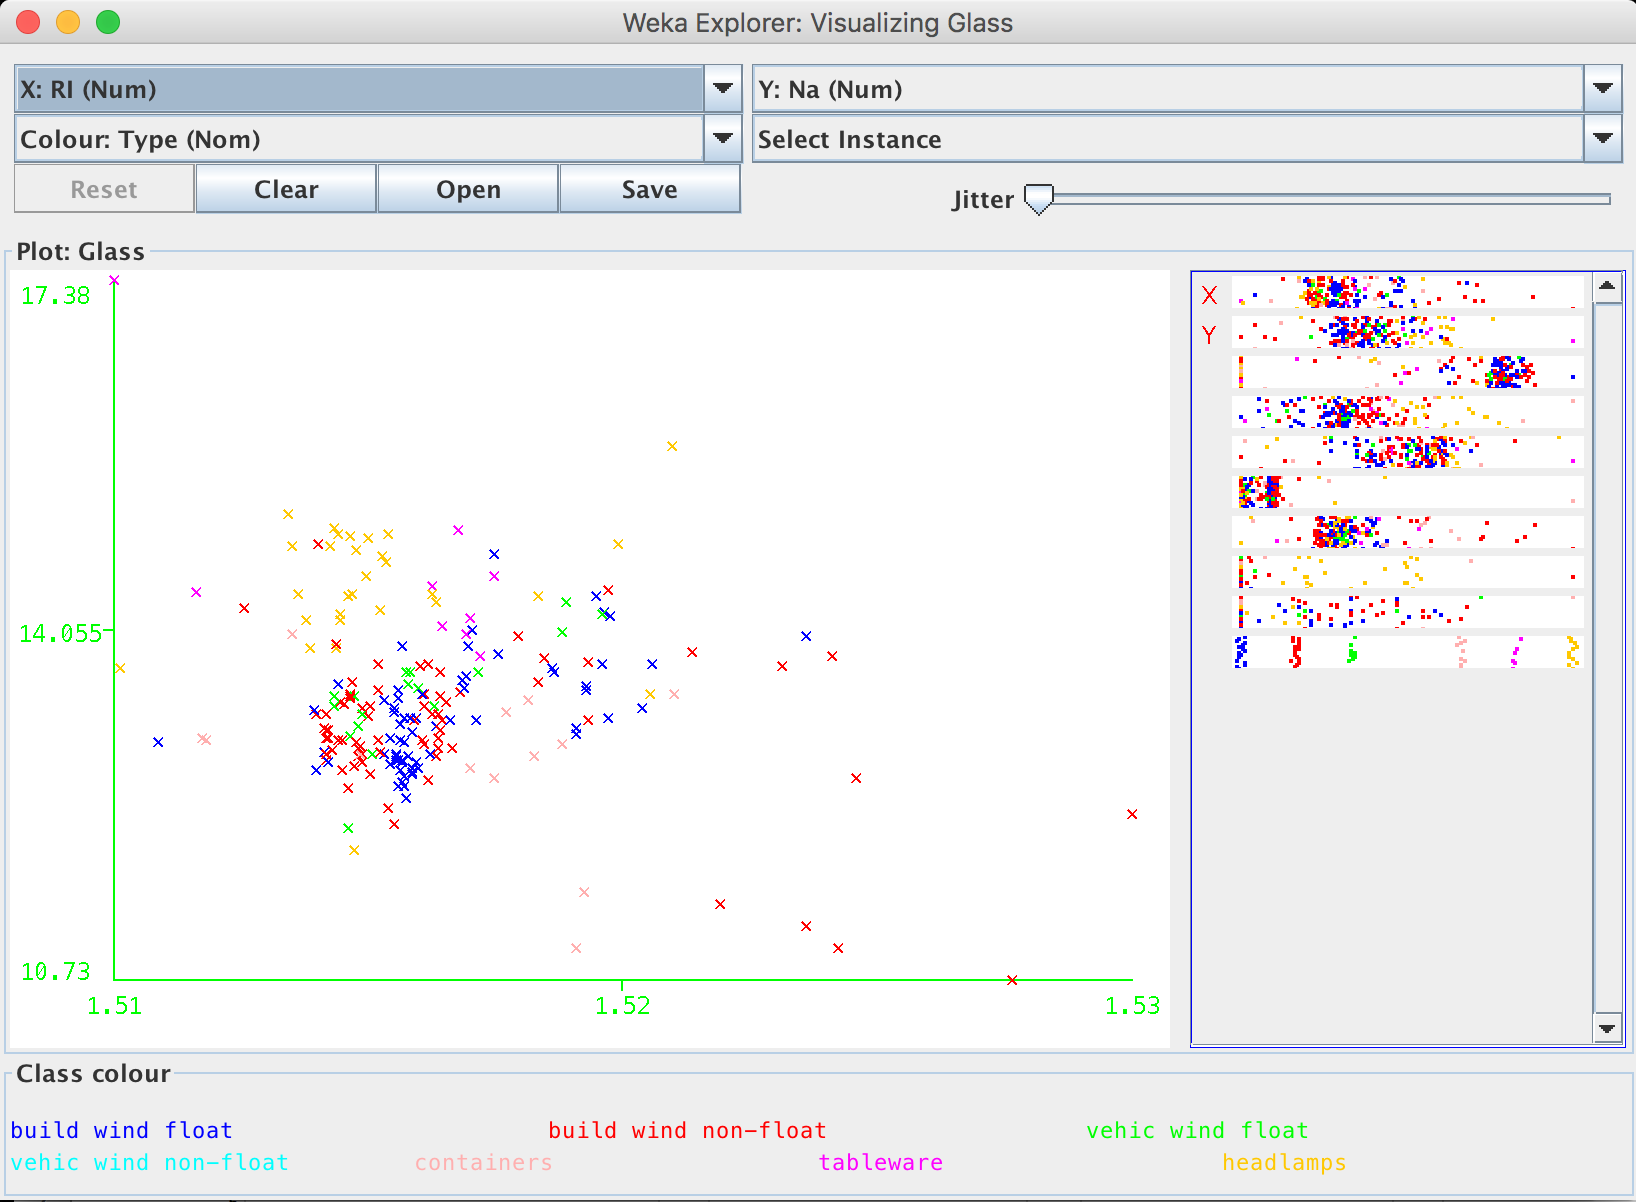 Weka Explorer: Visualizing Glass
X: RI (Num) Y: Na (Num)
Colour: Type (Nom) Select Instance
Reset Clear Open Save Jitter
Plot: Glass
17.38
14.055
10.73
1.51 1.52 1.53
X
Y
Class colour
build wind float build wind non-float vehic wind float
vehic wind non-float containers tableware headlamps